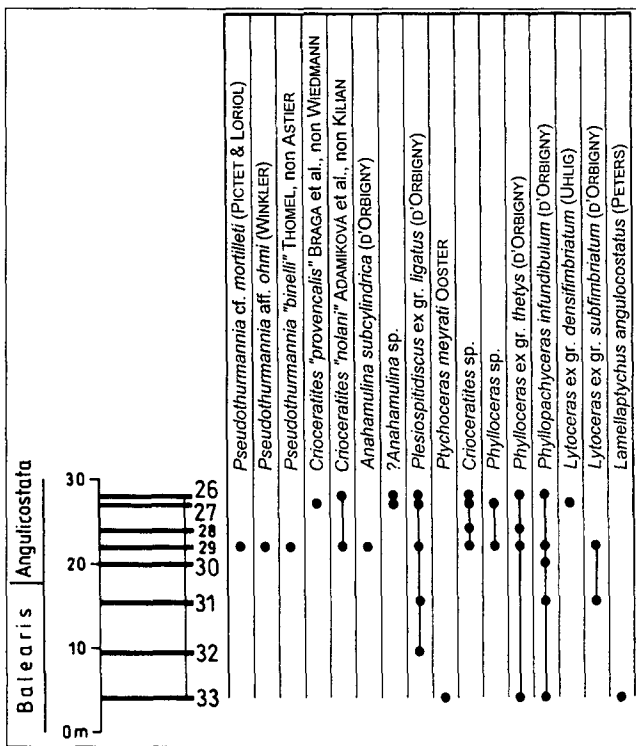 Pseudothurmannia cf. mortilleti (PICTET & LORIOL)
Pseudothurmannia aff. ohmi (WINKLER)
Pseudothurmannia "binelli" THOMEL, non ASTIER
Crioceratites "provencalis" BRAGA et al., non WIEDMANN
Crioceratites "nolani" ADAMIKOVÁ et al., non KILIAN
Anahamulina subcylindrica (D'ORBIGNY)
?Anahamulina sp.
Plesiospitidiscus ex gr. ligatus (D'ORBIGNY)
Ptychoceras meyrati OOSTER
Crioceratites sp.
Phylloceras sp.
Phylloceras ex gr. thetys (D'ORBIGNY)
Phyllopachyceras infundibulum (D'ORBIGNY)
Lytoceras ex gr. densifimbriatum (UHLIG)
Lytoceras ex gr. subfimbriatum (D'ORBIGNY)
Lamellaptychus angulocostatus (PETERS)
Angulicostata
Balearis
30
20
10
0m
26
27
28
29
30
31
32
33